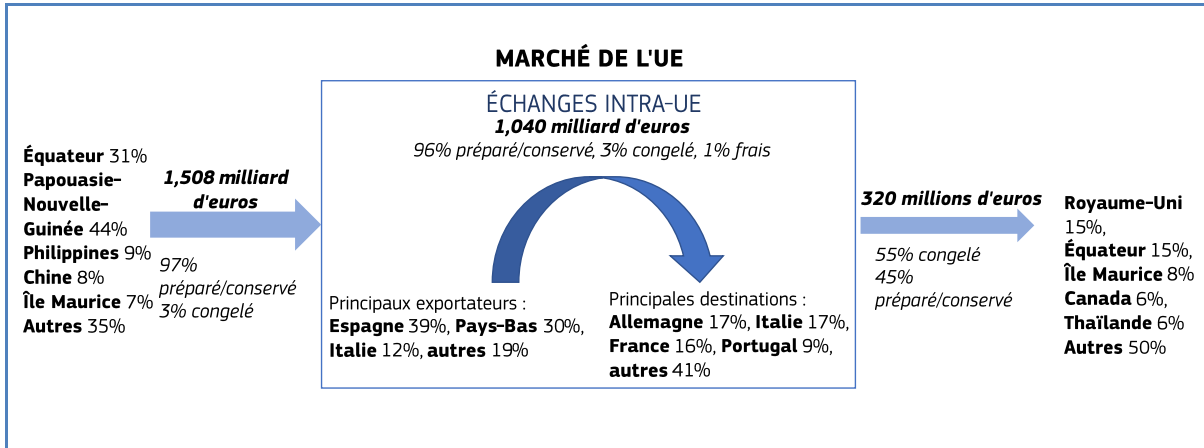 MARCHÉ DE L'UE
ÉCHANGES INTRA-UE
1,040 milliard d'euros
96% préparé/conservé, 3% congelé, 1% frais
Équateur 31%
Papouasie-
Nouvelle-
Guinée 44%
Philippines 9%
Chine 8%
Île Maurice 7%
Autres 35%
1,508 milliard
d'euros
97%
préparé/conservé
3% congelé
Principaux exportateurs :
Espagne 39%, Pays-Bas 30%,
Italie 12%, autres 19%
Principales destinations :
Allemagne 17%, Italie 17%,
France 16%, Portugal 9%,
autres 41%
320 millions d'euros
55% congelé
45%
préparé/conservé
Royaume-Uni
15%,
Équateur 15%,
Île Maurice 8%
Canada 6%,
Thaïlande 6%
Autres 50%